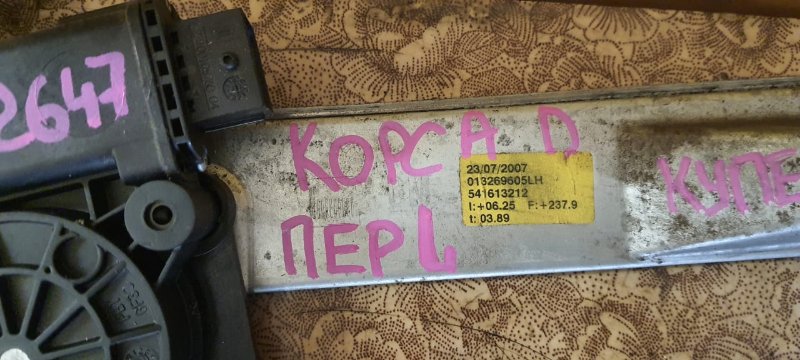 2647
КОРСА D
23/07/2007
013269605LH
541613212
I:+06.25 F:+237.9
t:03.89
КУПЕ
ПЕР L